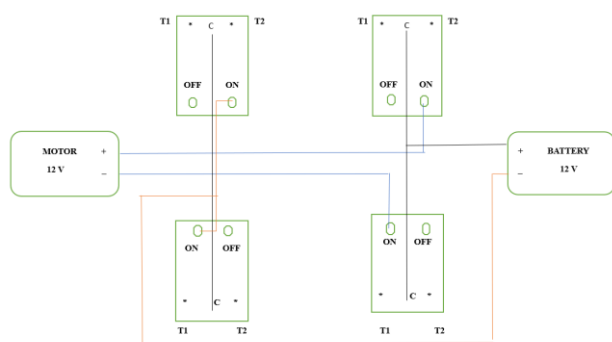 T1 * C * T2
OFF ON
T1 * C * T2
OFF ON
MOTOR +
12 V −
+ BATTERY
− 12 V
ON OFF
* C *
T1 T2
ON OFF
* C *
T1 T2